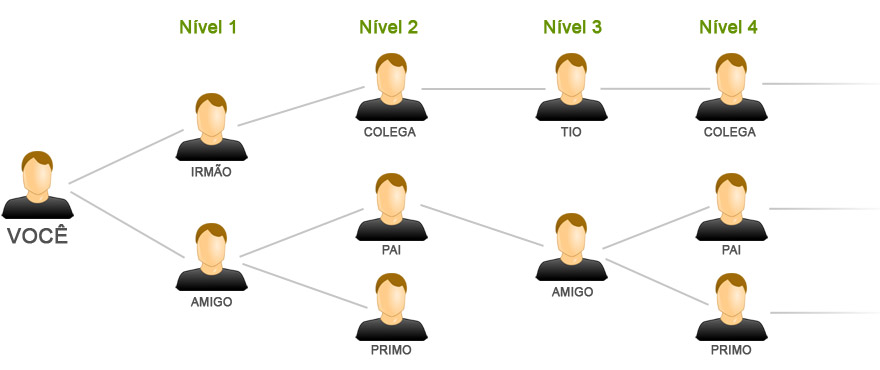 Nível 1
Nível 2
Nível 3
Nível 4
COLEGA
TIO
COLEGA
IRMÃO
VOCÊ
PAI
PAI
AMIGO
AMIGO
PRIMO
PRIMO